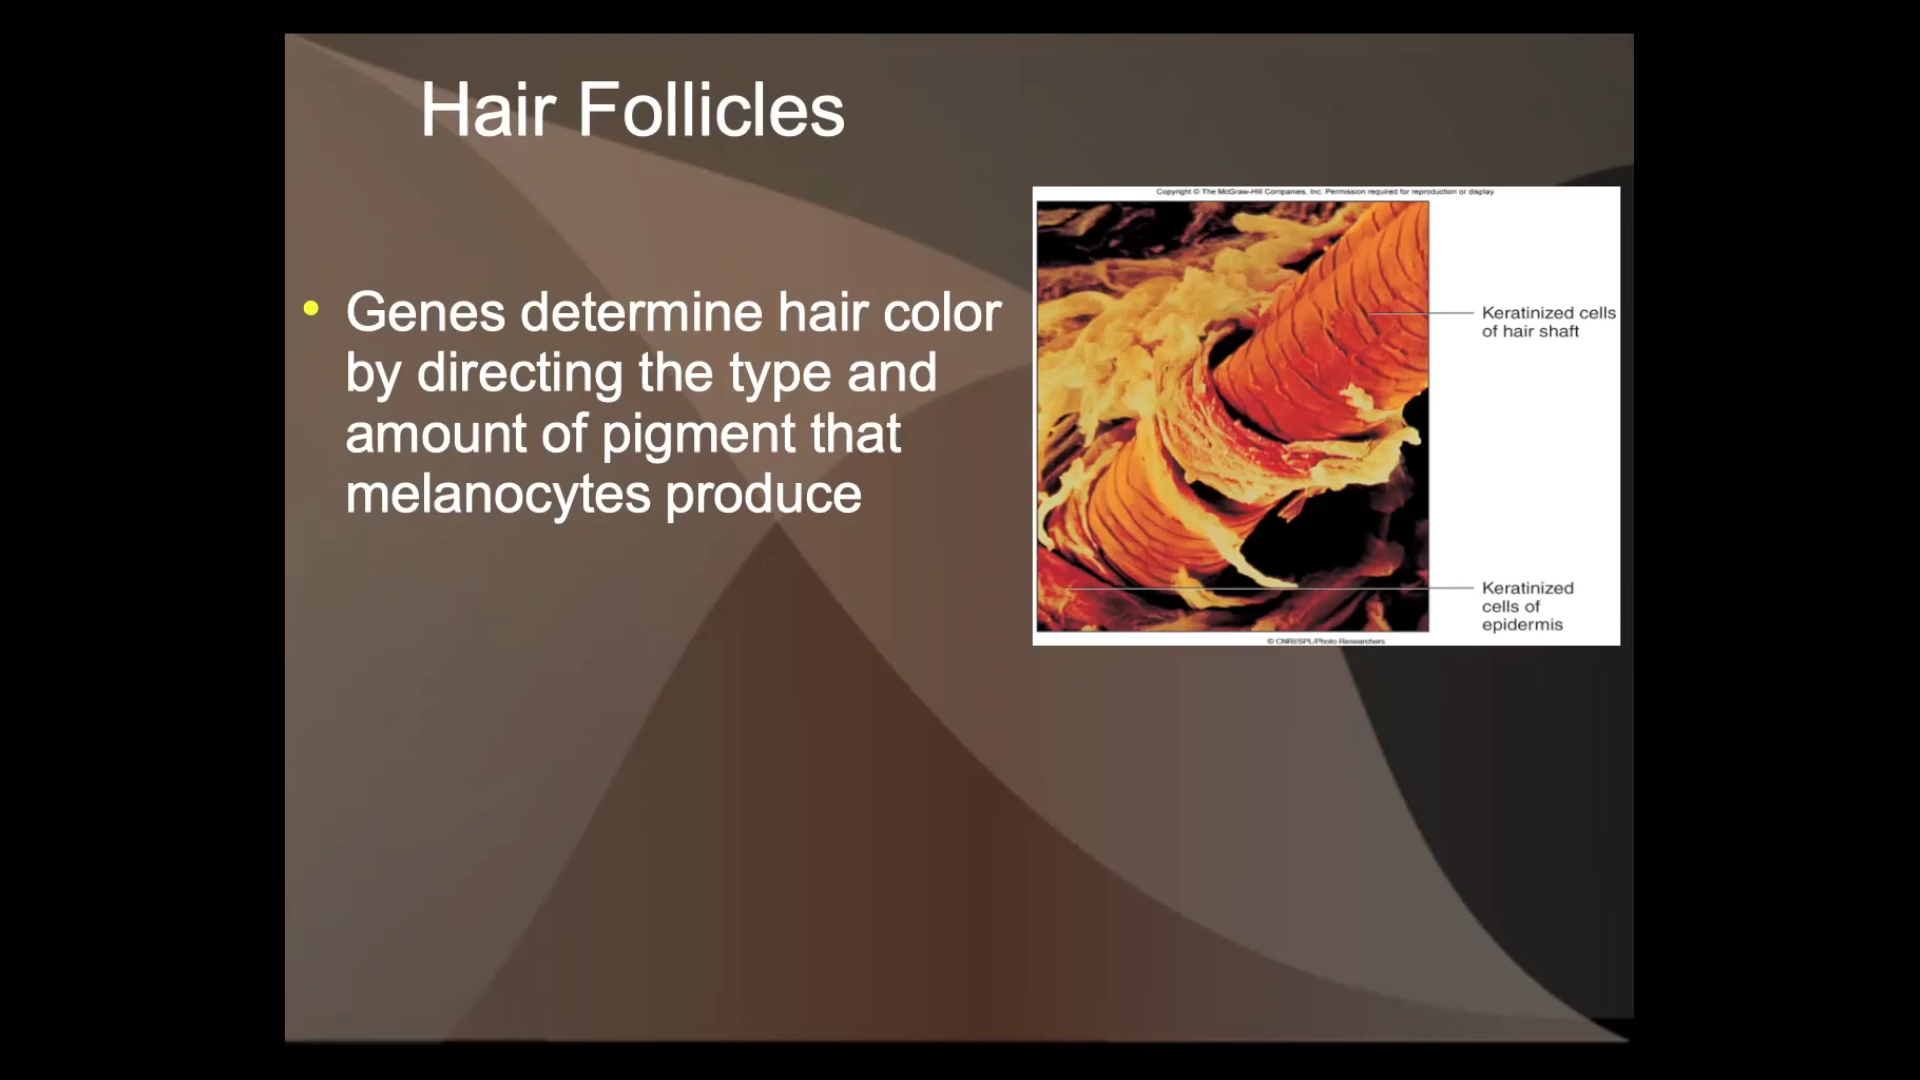 Hair Follicles
• Genes determine hair color
by directing the type and
amount of pigment that
melanocytes produce
Copyright © The McGraw-Hill Companies, Inc. Permission required for reproduction or display.
Keratinized cells
of hair shaft
Keratinized
cells of
epidermis
© CNRI/SPL/Photo Researchers